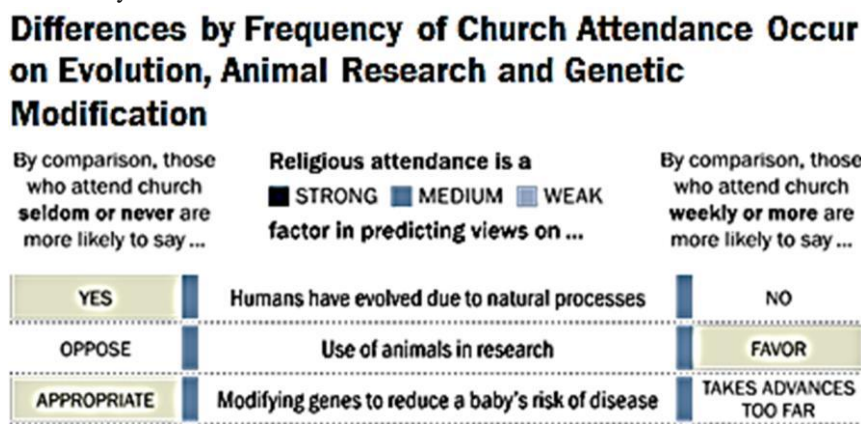 Differences by Frequency of Church Attendance Occur
on Evolution, Animal Research and Genetic
Modification
By comparison, those
who attend church
seldom or never are
more likely to say ...
Religious attendance is a
STRONG MEDIUM WEAK
factor in predicting views on ...
By comparison, those
who attend church
weekly or more are
more likely to say ...
YES Humans have evolved due to natural processes NO
OPPOSE Use of animals in research FAVOR
APPROPRIATE Modifying genes to reduce a baby's risk of disease TAKES ADVANCES
TOO FAR